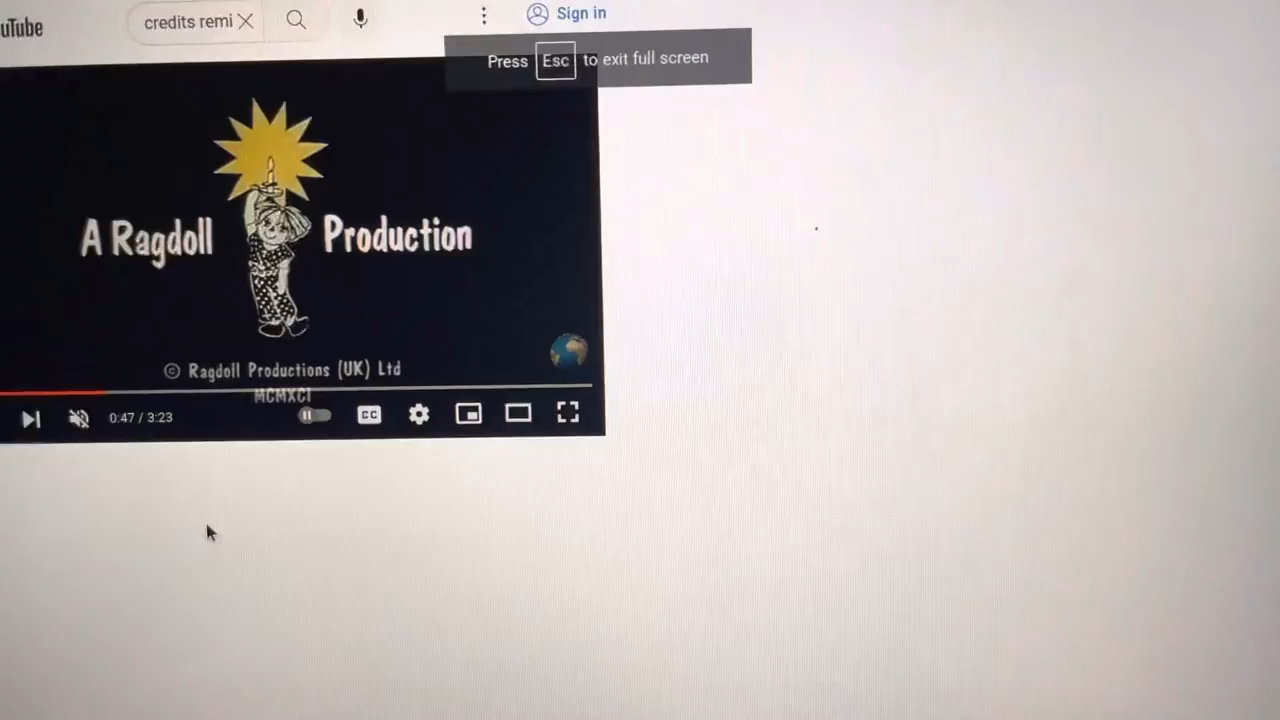 uTube
credits remi
Sign in
Press Esc to exit full screen
A Ragdoll Production
© Ragdoll Productions (UK) Ltd
MCMXCI
0:47 / 3:23
CC